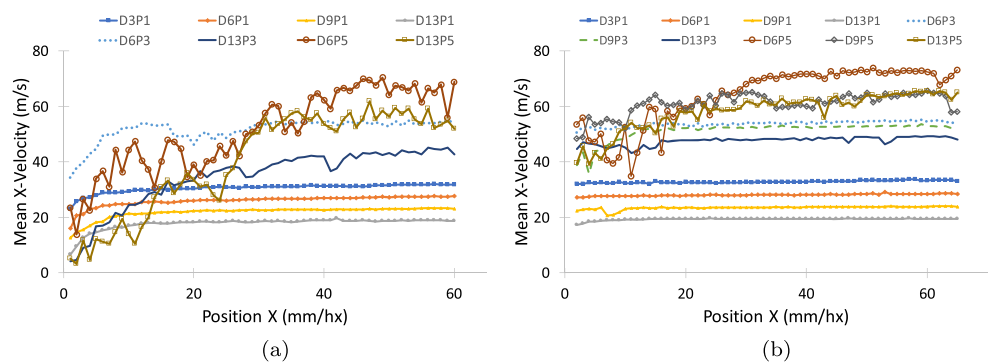 D3P1 D6P1 D9P1 D13P1
D6P3 D13P3 D6P5 D13P5
Mean X-Velocity (m/s)
80
60
40
20
0
0 20 40 60
Position X (mm/hx)
(a)
D3P1 D6P1 D9P1 D13P1 D6P3
D9P3 D13P3 D6P5 D9P5 D13P5
Mean X-Velocity (m/s)
80
60
40
20
0
0 20 40 60
Position X (mm/hx)
(b)